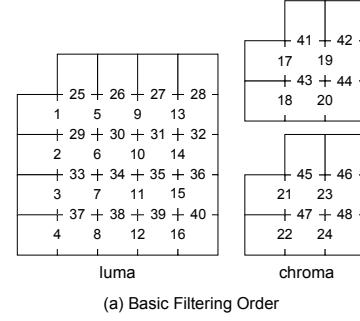 25 26 27 28
1 5 9 13
29 30 31 32
2 6 10 14
33 34 35 36
3 7 11 15
37 38 39 40
4 8 12 16
luma
41 42
17 19
43 44
18 20
45 46
21 23
47 48
22 24
chroma
(a) Basic Filtering Order